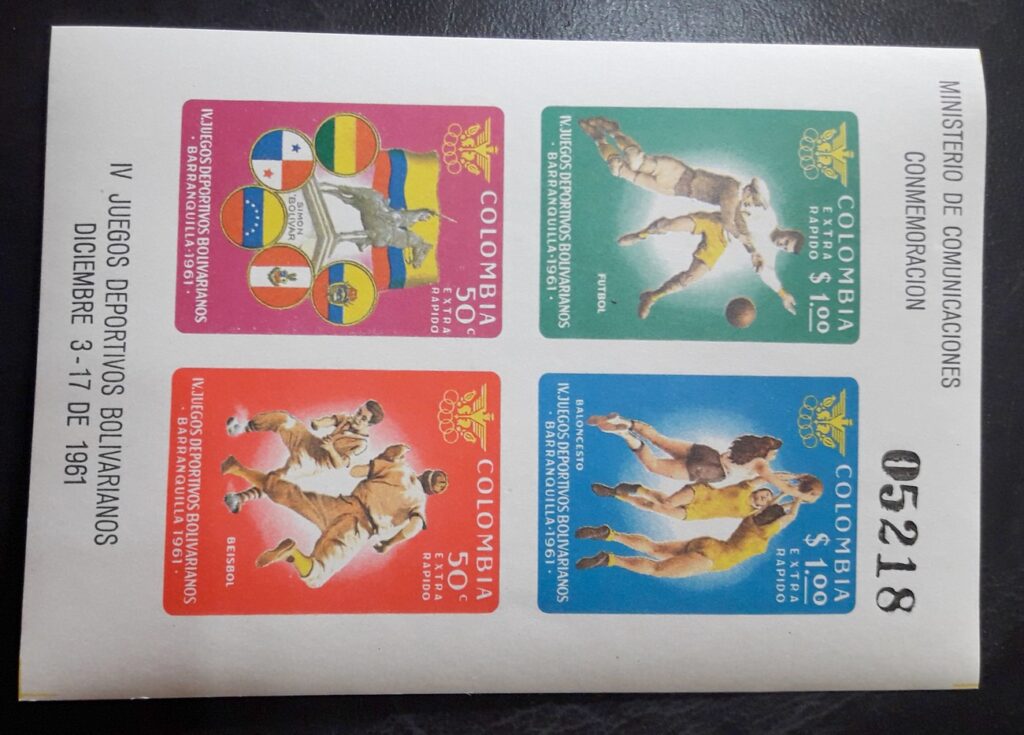 MINISTERIO DE COMUNICACIONES
CONMEMORACION
05218
COLOMBIA
EXTRA
RAPIDO
$ 1.00
FUTBOL
IV. JUEGOS DEPORTIVOS BOLIVARIANOS
· BARRANQUILLA · 1961 ·
COLOMBIA
$ 1.00
EXTRA
RAPIDO
BALONCESTO
IV. JUEGOS DEPORTIVOS BOLIVARIANOS
· BARRANQUILLA · 1961 ·
COLOMBIA
50c
EXTRA
RAPIDO
SIMON
BOLIVAR
IV. JUEGOS DEPORTIVOS BOLIVARIANOS
· BARRANQUILLA · 1961 ·
COLOMBIA
50c
EXTRA
RAPIDO
BEISBOL
IV. JUEGOS DEPORTIVOS BOLIVARIANOS
· BARRANQUILLA 1961 ·
IV JUEGOS DEPORTIVOS BOLIVARIANOS
DICIEMBRE 3 - 17 DE 1961